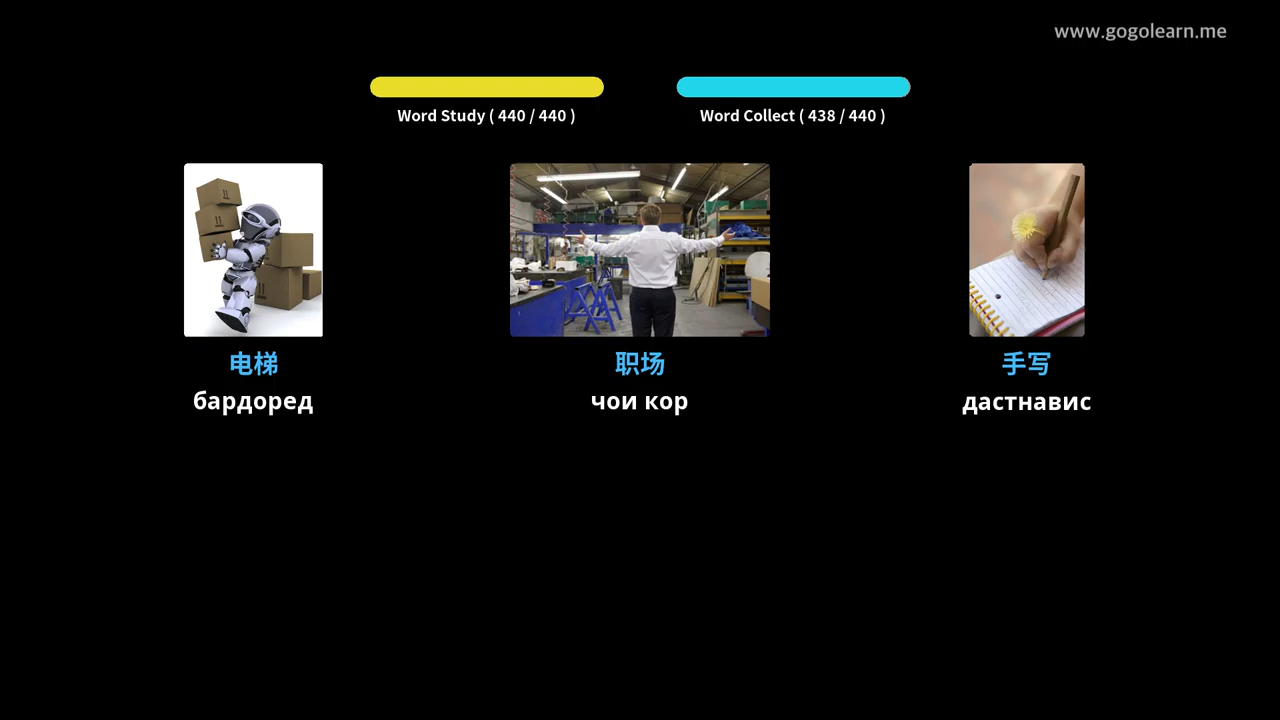 www.gogolearn.me
Word Study ( 440 / 440 )
Word Collect ( 438 / 440 )
电梯
职场
手写
бардоред
чои кор
дастнавис